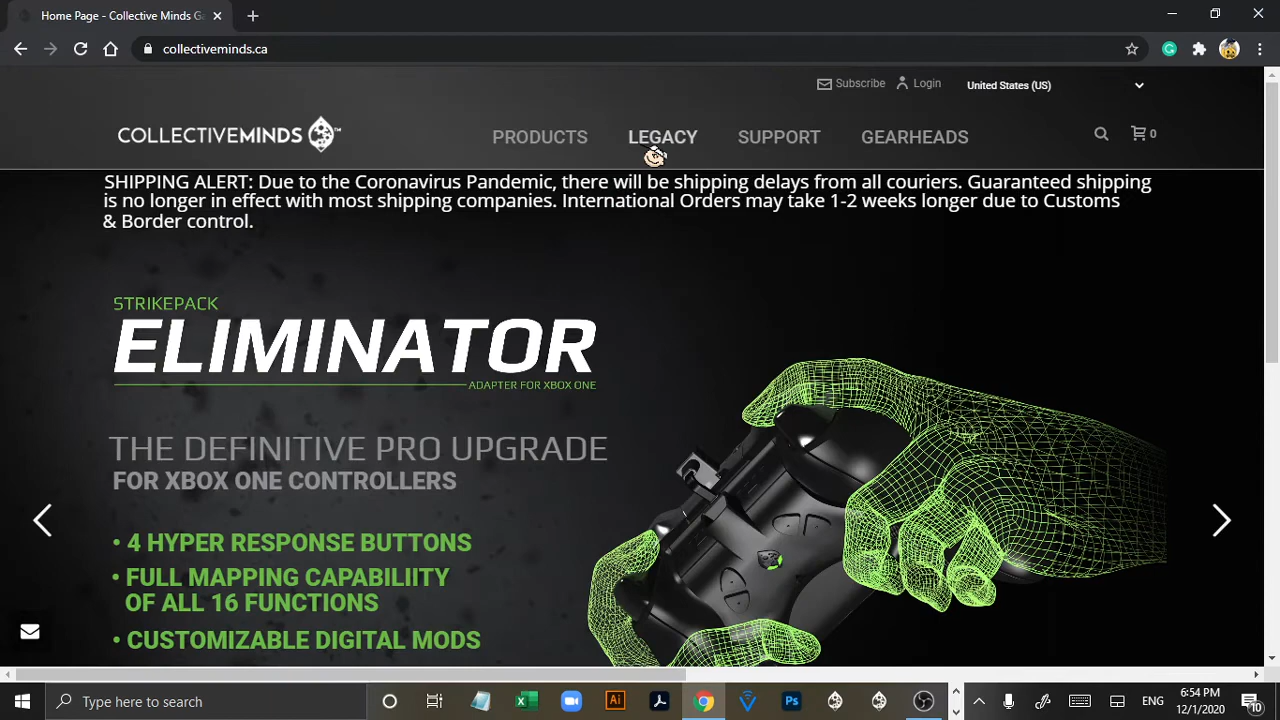 Home Page - Collective Minds Ga
collectiveminds.ca
Subscribe Login United States (US)
COLLECTIVEMINDS PRODUCTS LEGACY SUPPORT GEARHEADS 0
SHIPPING ALERT: Due to the Coronavirus Pandemic, there will be shipping delays from all couriers. Guaranteed shipping
is no longer in effect with most shipping companies. International Orders may take 1-2 weeks longer due to Customs
& Border control.
STRIKEPACK
ELIMINATOR
ADAPTER FOR XBOX ONE
THE DEFINITIVE PRO UPGRADE
FOR XBOX ONE CONTROLLERS
• 4 HYPER RESPONSE BUTTONS
• FULL MAPPING CAPABILIITY
OF ALL 16 FUNCTIONS
• CUSTOMIZABLE DIGITAL MODS
Type here to search
Ai
Ps
ENG
6:54 PM
12/1/2020
10